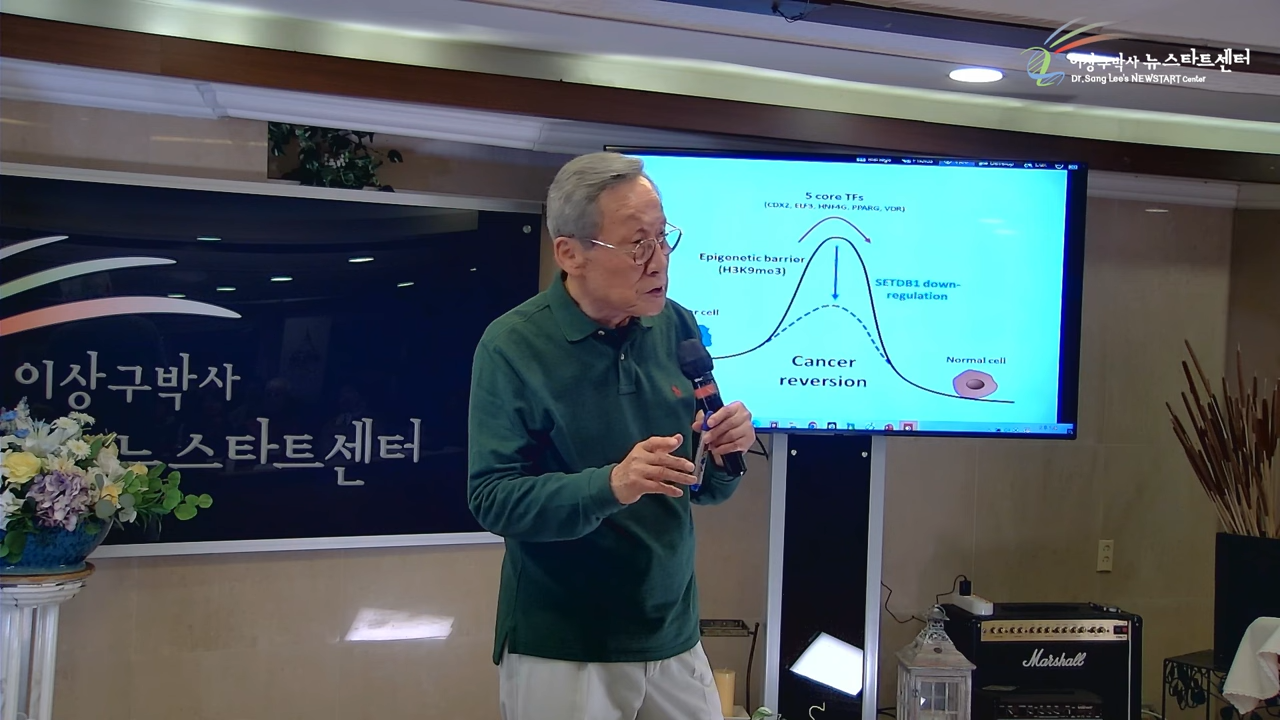 이상구박사 뉴스타트센터
Dr.Sang Lee's NEWSTART Center
5 core TFs
(CDX2, ELF3, HNF4G, PPARG, VDR)
Epigenetic barrier
(H3K9me3)
SETDB1 down-
regulation
cell
Cancer
reversion
Normal cell
이상구박사
뉴스타트센터
Marshall